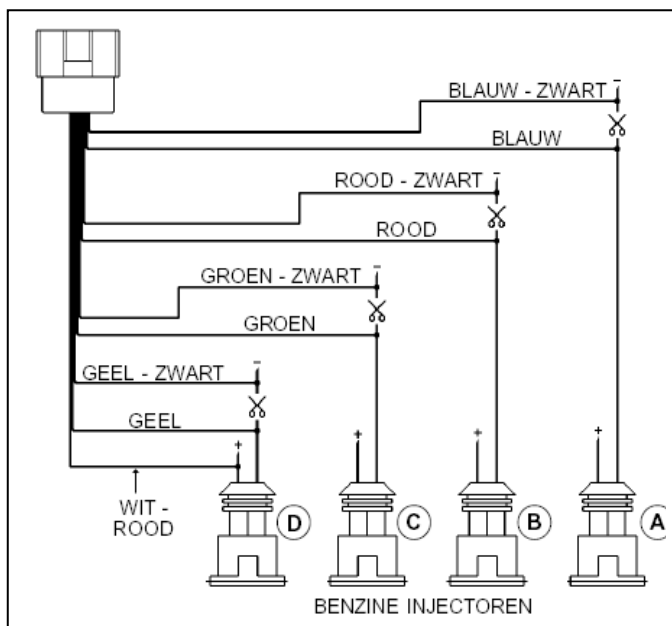 BLAUW - ZWART -
BLAUW
ROOD - ZWART -
ROOD
GROEN - ZWART -
GROEN
GEEL - ZWART -
GEEL
+ + + +
WIT -
ROOD
D C B A
BENZINE INJECTOREN